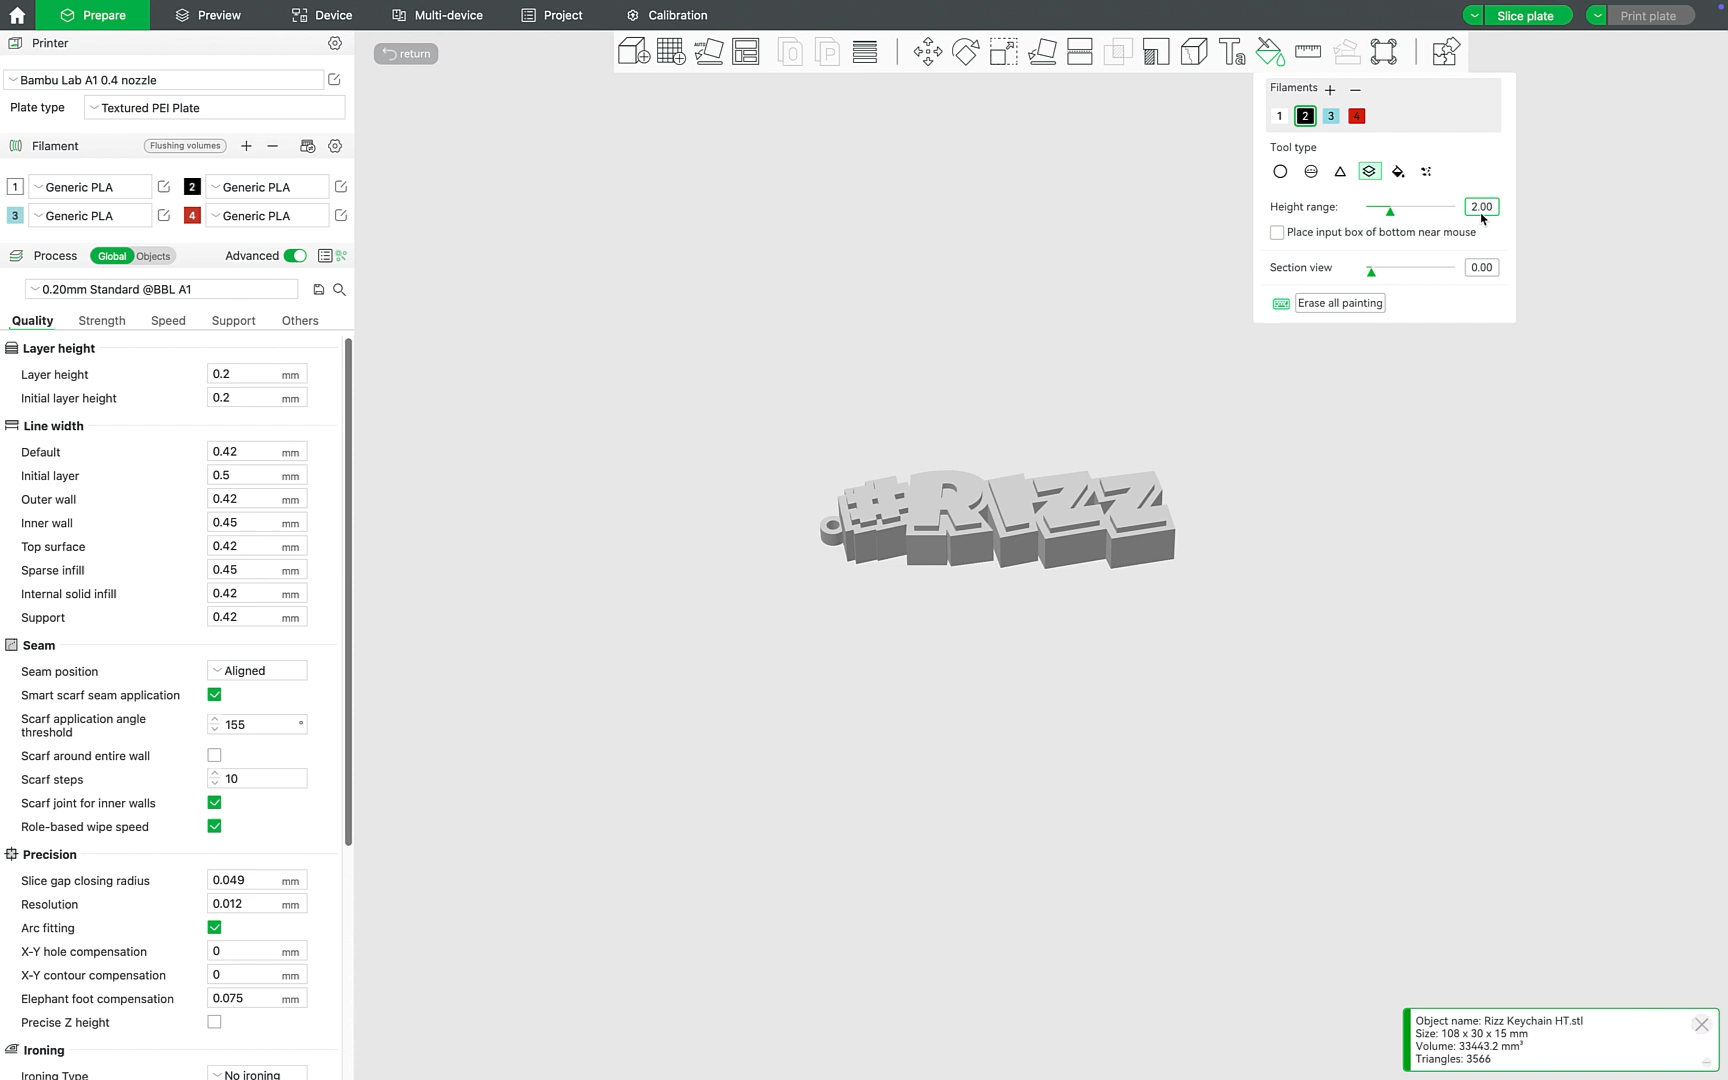 Prepare Preview Device Multi-device Project Calibration Slice plate Print plate
Printer
return
Bambu Lab A1 0.4 nozzle
Plate type Textured PEI Plate
Filament Flushing volumes
1 Generic PLA 2 Generic PLA
3 Generic PLA 4 Generic PLA
Process Global Objects Advanced
0.20mm Standard @BBL A1
Quality Strength Speed Support Others
Layer height
Layer height 0.2 mm
Initial layer height 0.2 mm
Line width
Default 0.42 mm
Initial layer 0.5 mm
Outer wall 0.42 mm
Inner wall 0.45 mm
Top surface 0.42 mm
Sparse infill 0.45 mm
Internal solid infill 0.42 mm
Support 0.42 mm
Seam
Seam position Aligned
Smart scarf seam application
Scarf application angle
threshold 155 °
Scarf around entire wall
Scarf steps 10
Scarf joint for inner walls
Role-based wipe speed
Precision
Slice gap closing radius 0.049 mm
Resolution 0.012 mm
Arc fitting
X-Y hole compensation 0 mm
X-Y contour compensation 0 mm
Elephant foot compensation 0.075 mm
Precise Z height
Ironing
Ironing Type No ironing
Filaments + −
1 2 3 4
Tool type
Height range: 2.00
Place input box of bottom near mouse
Section view 0.00
Erase all painting
#RIZZ
Object name: Rizz Keychain HT.stl
Size: 108 x 30 x 15 mm
Volume: 33443.2 mm³
Triangles: 3566